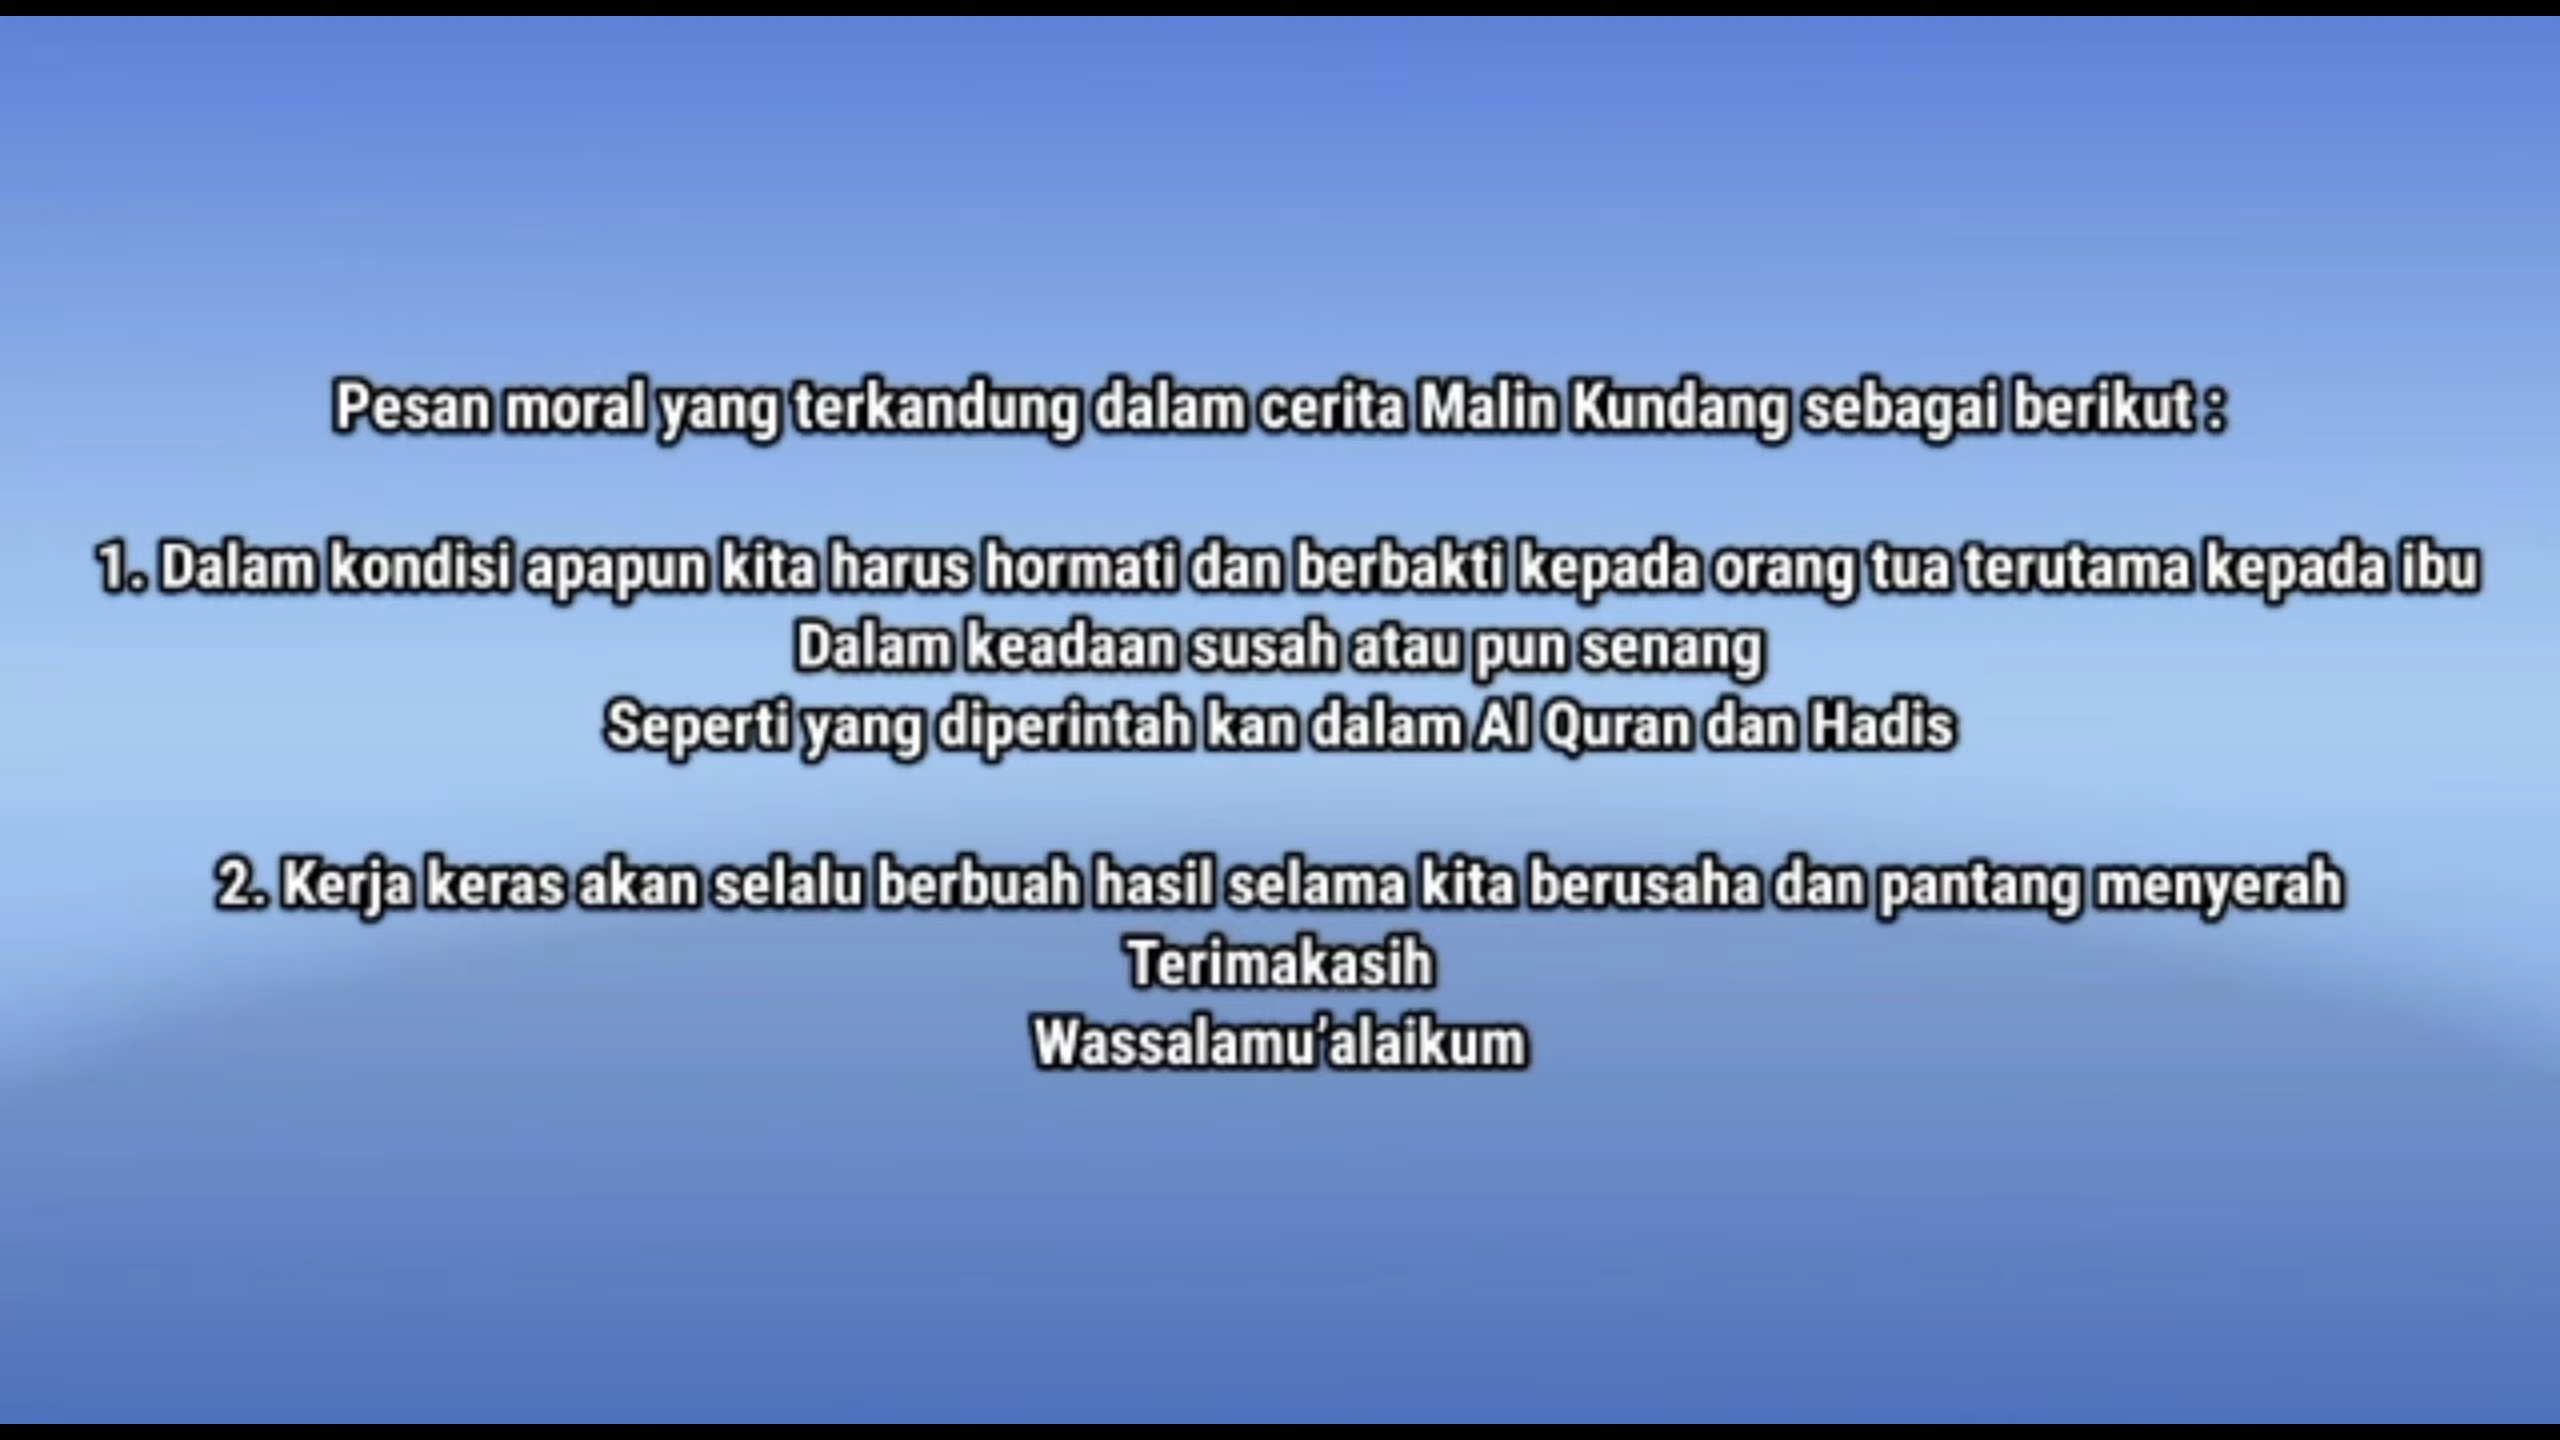 Pesan moral yang terkandung dalam cerita Malin Kundang sebagai berikut :
1. Dalam kondisi apapun kita harus hormati dan berbakti kepada orang tua terutama kepada ibu
Dalam keadaan susah atau pun senang
Seperti yang diperintah kan dalam Al Quran dan Hadis
2. Kerja keras akan selalu berbuah hasil selama kita berusaha dan pantang menyerah
Terimakasih
Wassalamu’alaikum